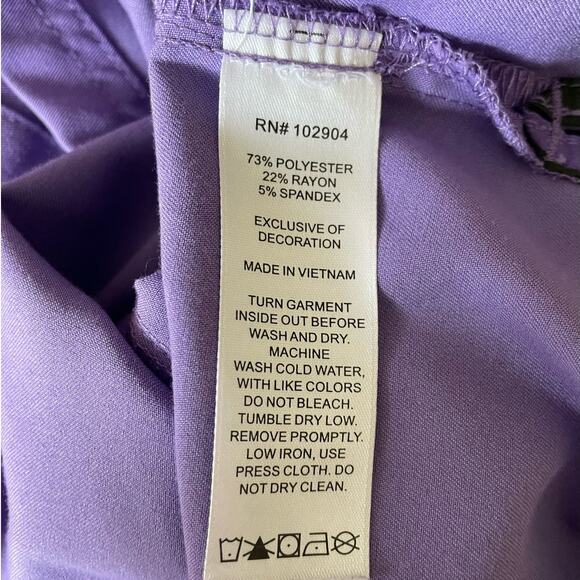 RN# 102904
73% POLYESTER
22% RAYON
5% SPANDEX
EXCLUSIVE OF
DECORATION
MADE IN VIETNAM
TURN GARMENT
INSIDE OUT BEFORE
WASH AND DRY.
MACHINE
WASH COLD WATER,
WITH LIKE COLORS
DO NOT BLEACH.
TUMBLE DRY LOW.
REMOVE PROMPTLY.
LOW IRON, USE
PRESS CLOTH. DO
NOT DRY CLEAN.